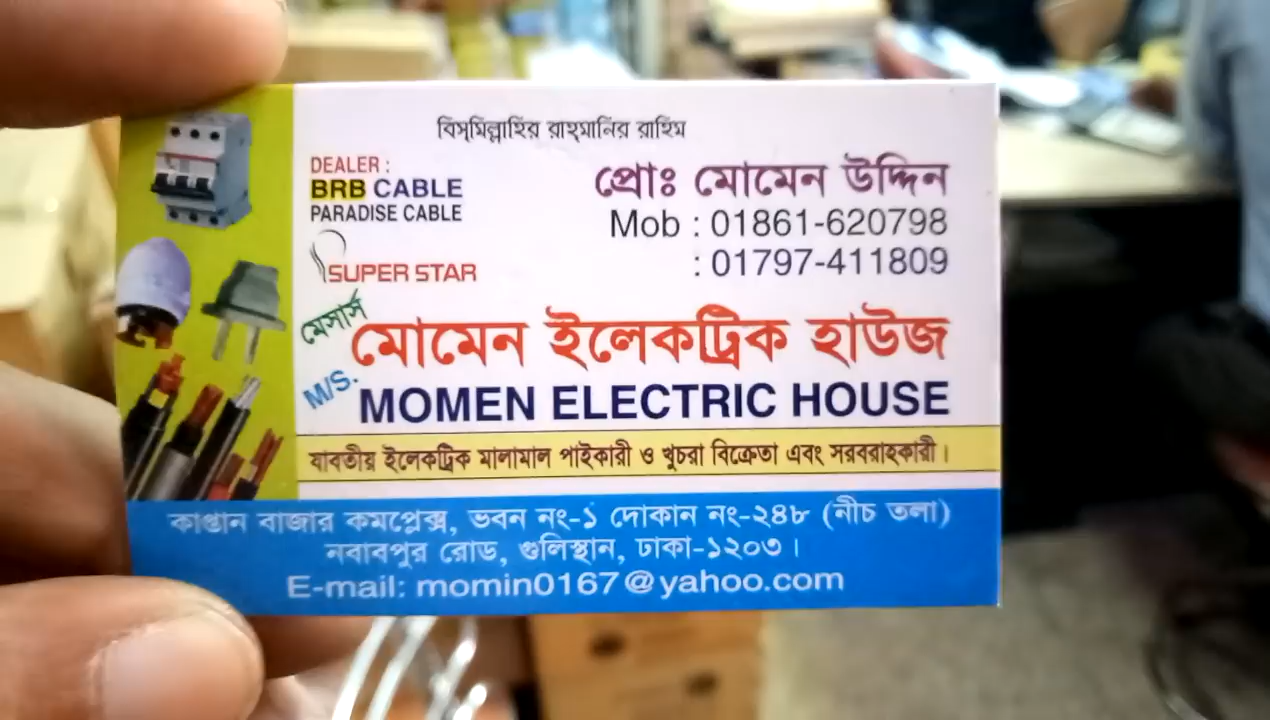 বিস্‌মিল্লাহির রাহ্‌মানির রাহিম
DEALER :
BRB CABLE
PARADISE CABLE
SUPER STAR
প্রোঃ মোমেন উদ্দিন
Mob : 01861-620798
: 01797-411809
মেসার্স মোমেন ইলেকট্রিক হাউজ
M/S. MOMEN ELECTRIC HOUSE
যাবতীয় ইলেকট্রিক মালামাল পাইকারী ও খুচরা বিক্রেতা এবং সরবরাহকারী।
কাপ্তান বাজার কমপ্লেক্স, ভবন নং-১ দোকান নং-২৪৮ (নীচ তলা)
নবাবপুর রোড, গুলিস্থান, ঢাকা-১২০৩।
E-mail: momin0167@yahoo.com